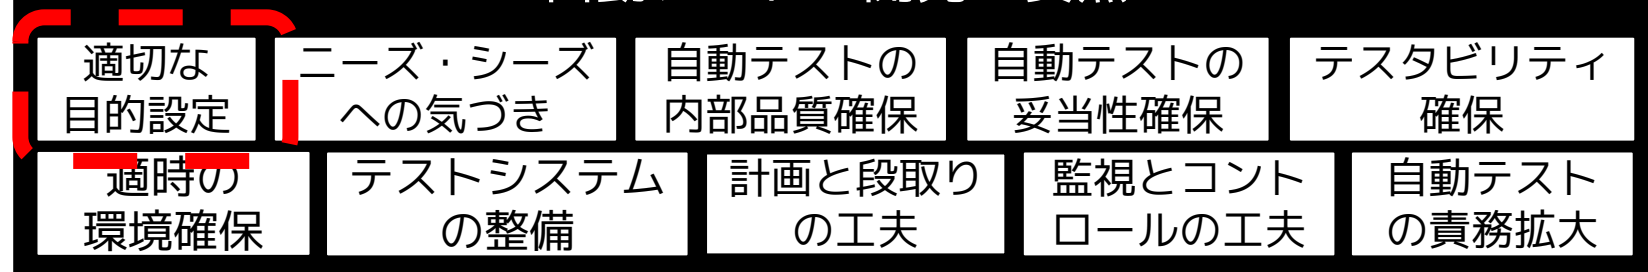 適切な
目的設定
ニーズ・シーズ
への気づき
自動テストの
内部品質確保
自動テストの
妥当性確保
テスタビリティ
確保
適時の
環境確保
テストシステム
の整備
計画と段取り
の工夫
監視とコント
ロールの工夫
自動テスト
の責務拡大